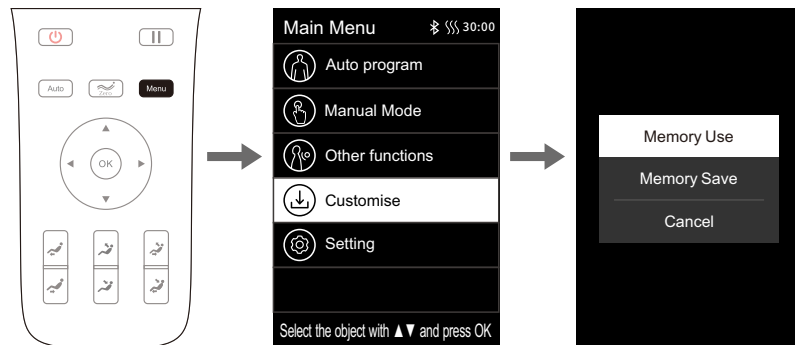 Auto
Zero
Menu
OK
Main Menu 30:00
Auto program
Manual Mode
Other functions
Customise
Setting
Select the object with ▲▼ and press OK
Memory Use
Memory Save
Cancel